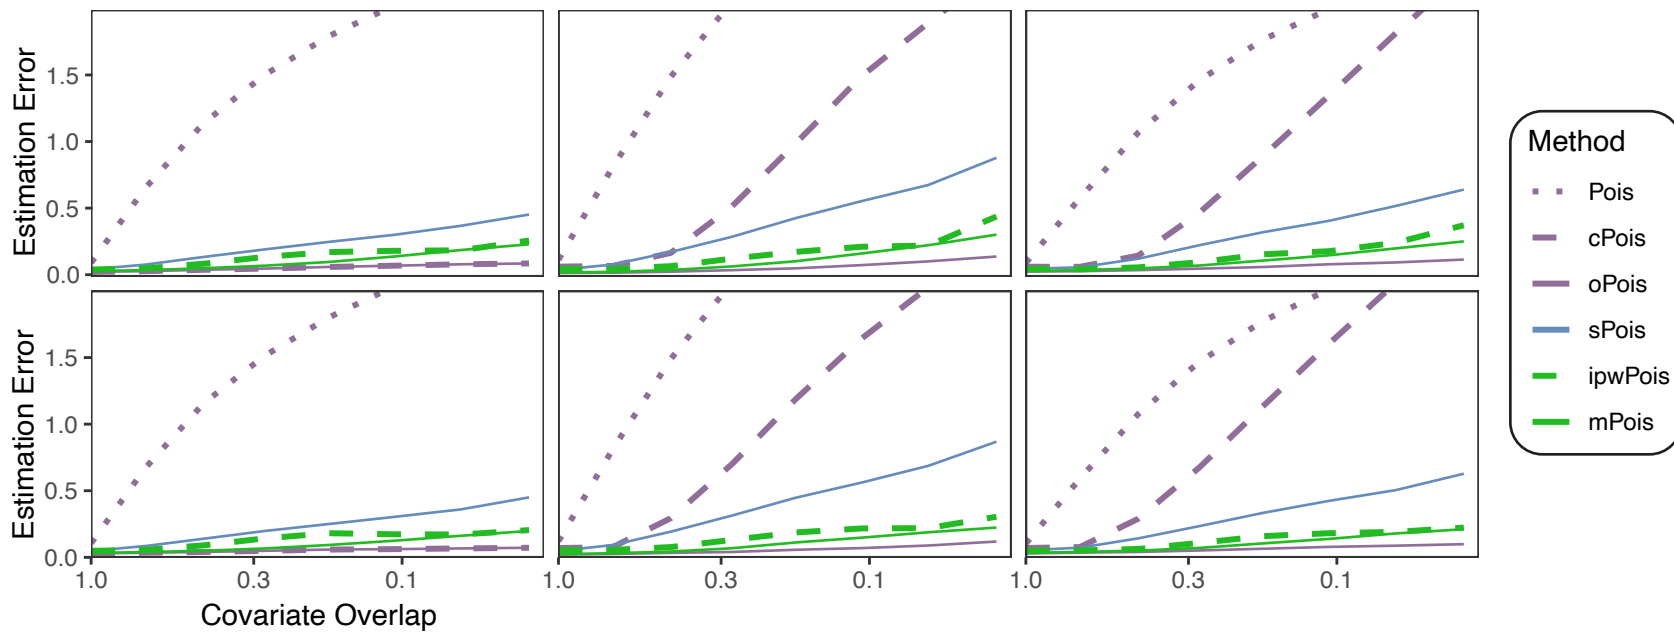 Estimation Error
1.5
1.0
0.5
0.0
Estimation Error
1.5
1.0
0.5
0.0
1.0 0.3 0.1
1.0 0.3 0.1
1.0 0.3 0.1
Covariate Overlap
Method
Pois
cPois
oPois
sPois
ipwPois
mPois